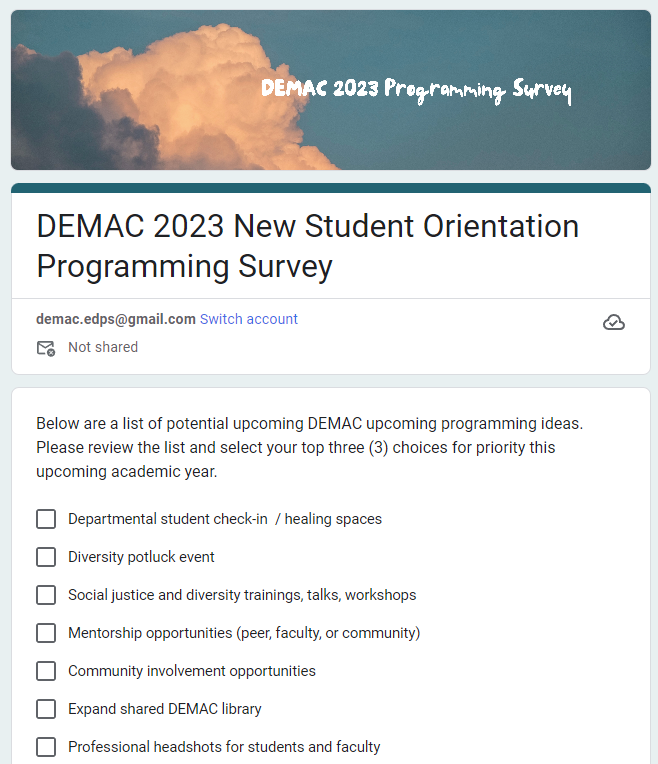 DEMAC 2023 Programming Survey
DEMAC 2023 New Student Orientation
Programming Survey
demac.edps@gmail.com Switch account
Not shared
Below are a list of potential upcoming DEMAC upcoming programming ideas.
Please review the list and select your top three (3) choices for priority this
upcoming academic year.
Departmental student check-in  / healing spaces
Diversity potluck event
Social justice and diversity trainings, talks, workshops
Mentorship opportunities (peer, faculty, or community)
Community involvement opportunities
Expand shared DEMAC library
Professional headshots for students and faculty